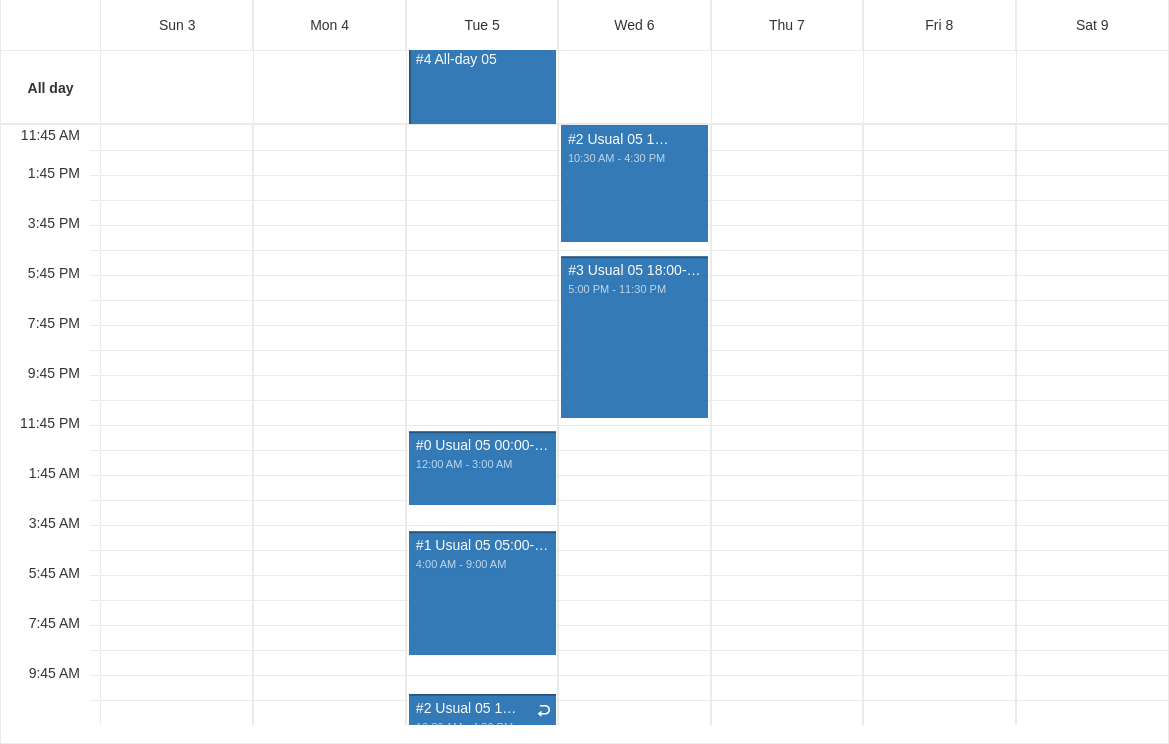 Sun 3
Mon 4
Tue 5
Wed 6
Thu 7
Fri 8
Sat 9
All day
#4 All-day 05
11:45 AM
1:45 PM
3:45 PM
5:45 PM
7:45 PM
9:45 PM
11:45 PM
1:45 AM
3:45 AM
5:45 AM
7:45 AM
9:45 AM
#2 Usual 05 1…
10:30 AM - 4:30 PM
#3 Usual 05 18:00-…
5:00 PM - 11:30 PM
#0 Usual 05 00:00-…
12:00 AM - 3:00 AM
#1 Usual 05 05:00-…
4:00 AM - 9:00 AM
#2 Usual 05 1…